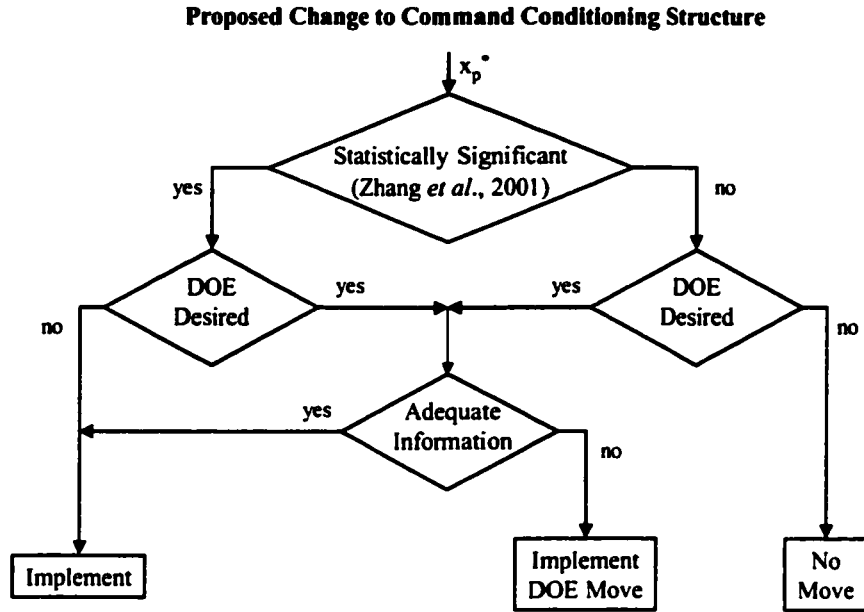 Proposed Change to Command Conditioning Structure
xp*
Statistically Significant
(Zhang et al., 2001)
yes
no
DOE
Desired
yes
no
DOE
Desired
yes
no
Adequate
Information
yes
no
Implement
Implement
DOE Move
No
Move